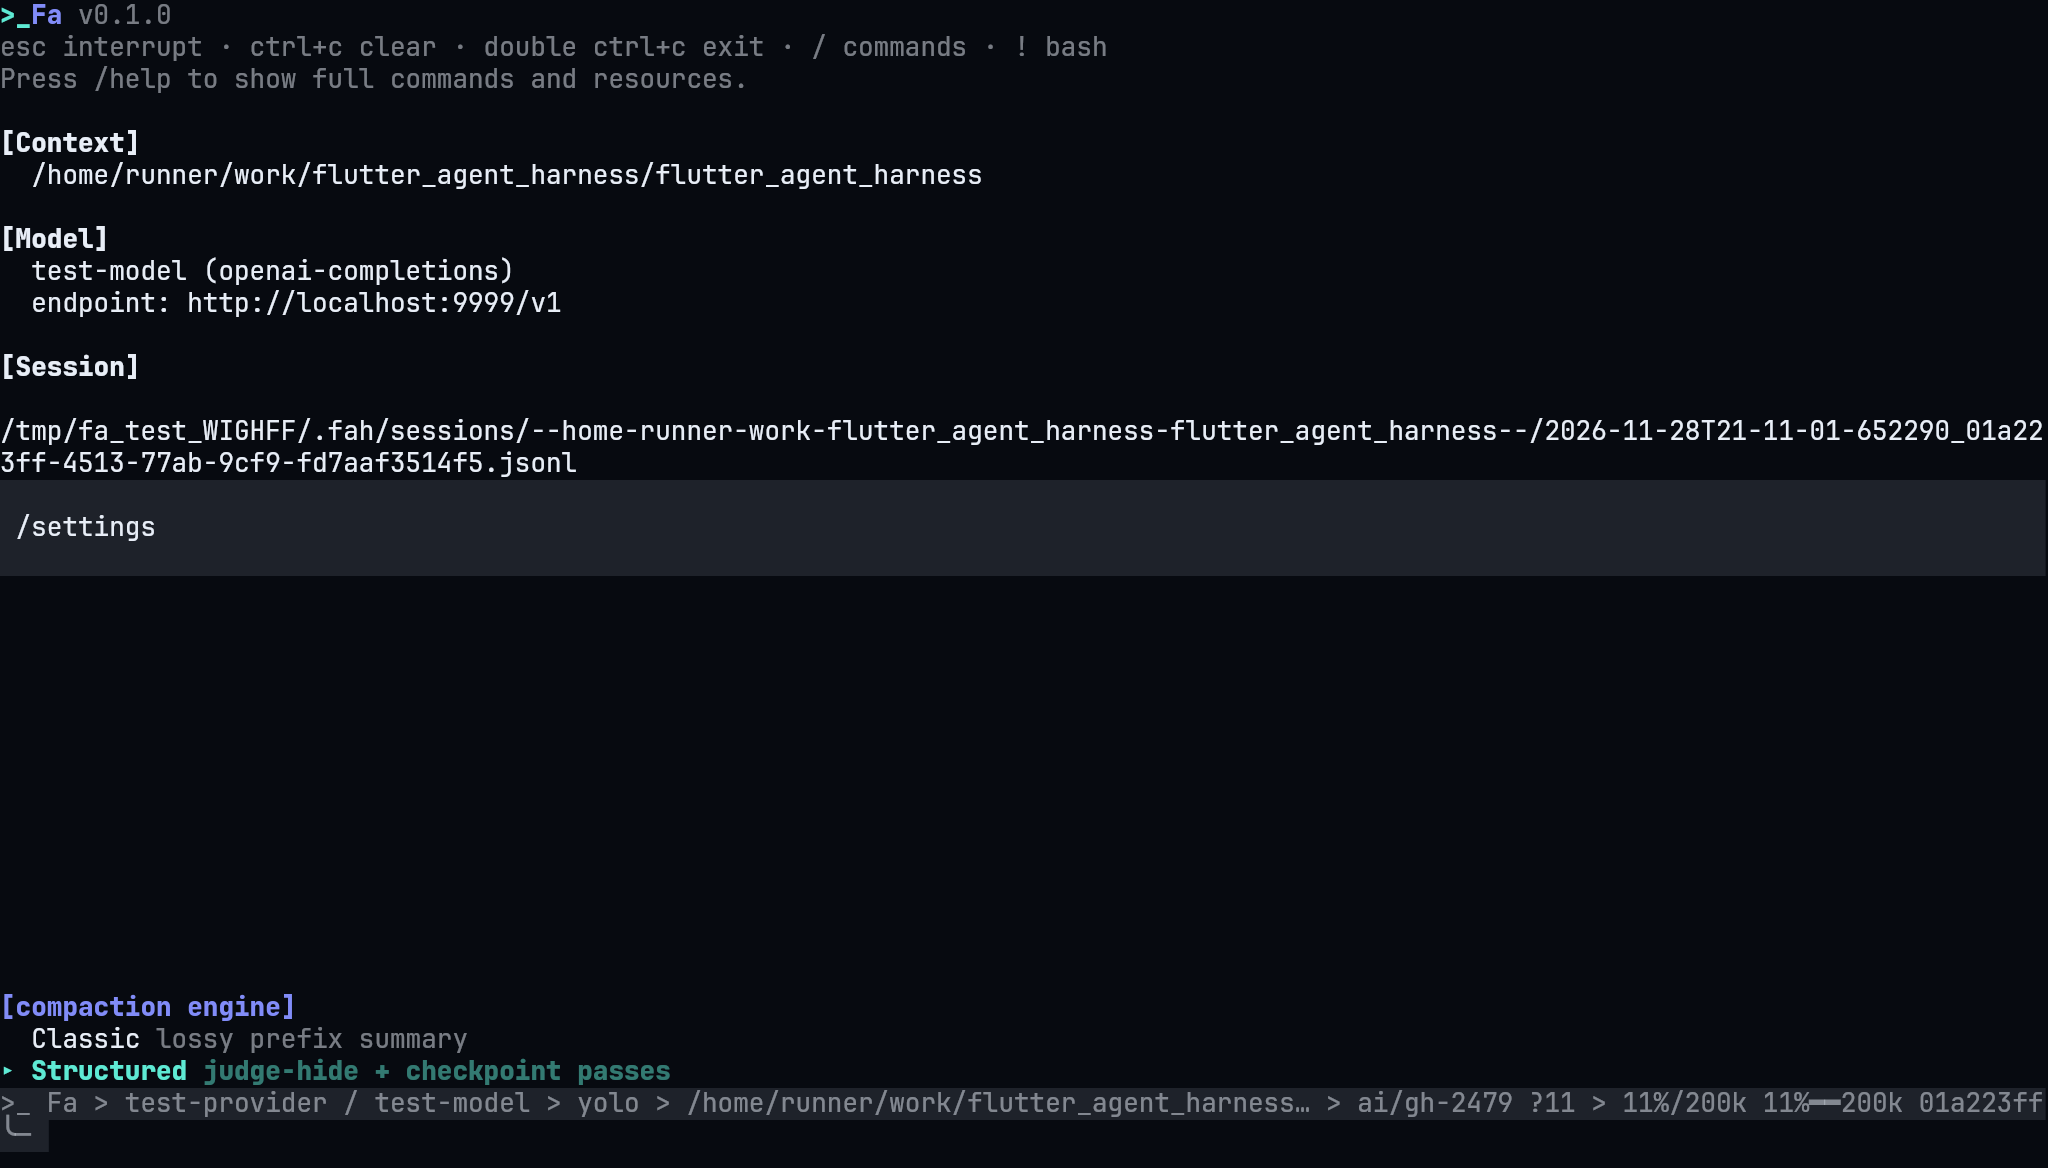 >_Fa v0.1.0
esc interrupt · ctrl+c clear · double ctrl+c exit · / commands · ! bash
Press /help to show full commands and resources.
[Context]
/home/runner/work/flutter_agent_harness/flutter_agent_harness
[Model]
test-model (openai-completions)
endpoint: http://localhost:9999/v1
[Session]
/tmp/fa_test_WIGHFF/.fah/sessions/--home-runner-work-flutter_agent_harness-flutter_agent_harness--/2026-11-28T21-11-01-652290_01a22
3ff-4513-77ab-9cf9-fd7aaf3514f5.jsonl
/settings
[compaction engine]
Classic lossy prefix summary
▸ Structured judge-hide + checkpoint passes
>_ Fa > test-provider / test-model > yolo > /home/runner/work/flutter_agent_harness… > ai/gh-2479 ?11 > 11%/200k 11%━━200k 01a223ff